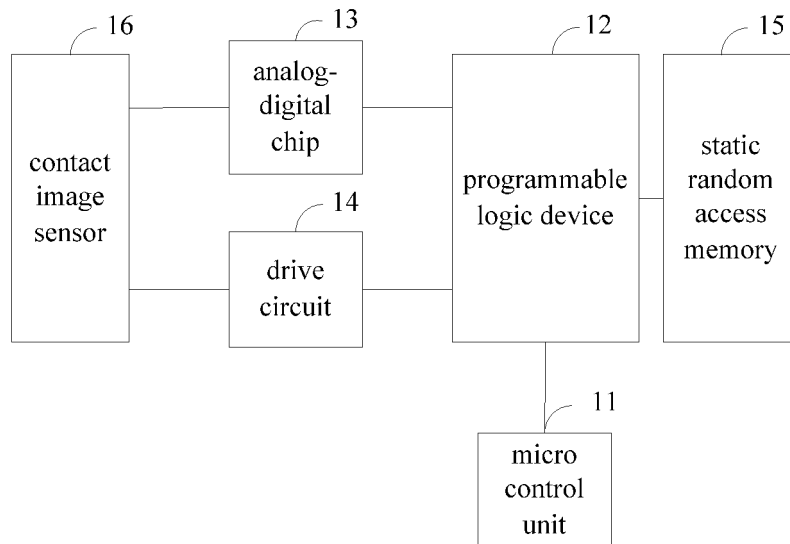 16
13
12
15
analog-
digital
chip
contact
image
sensor
programmable
logic device
static
random
access
memory
14
drive
circuit
11
micro
control
unit